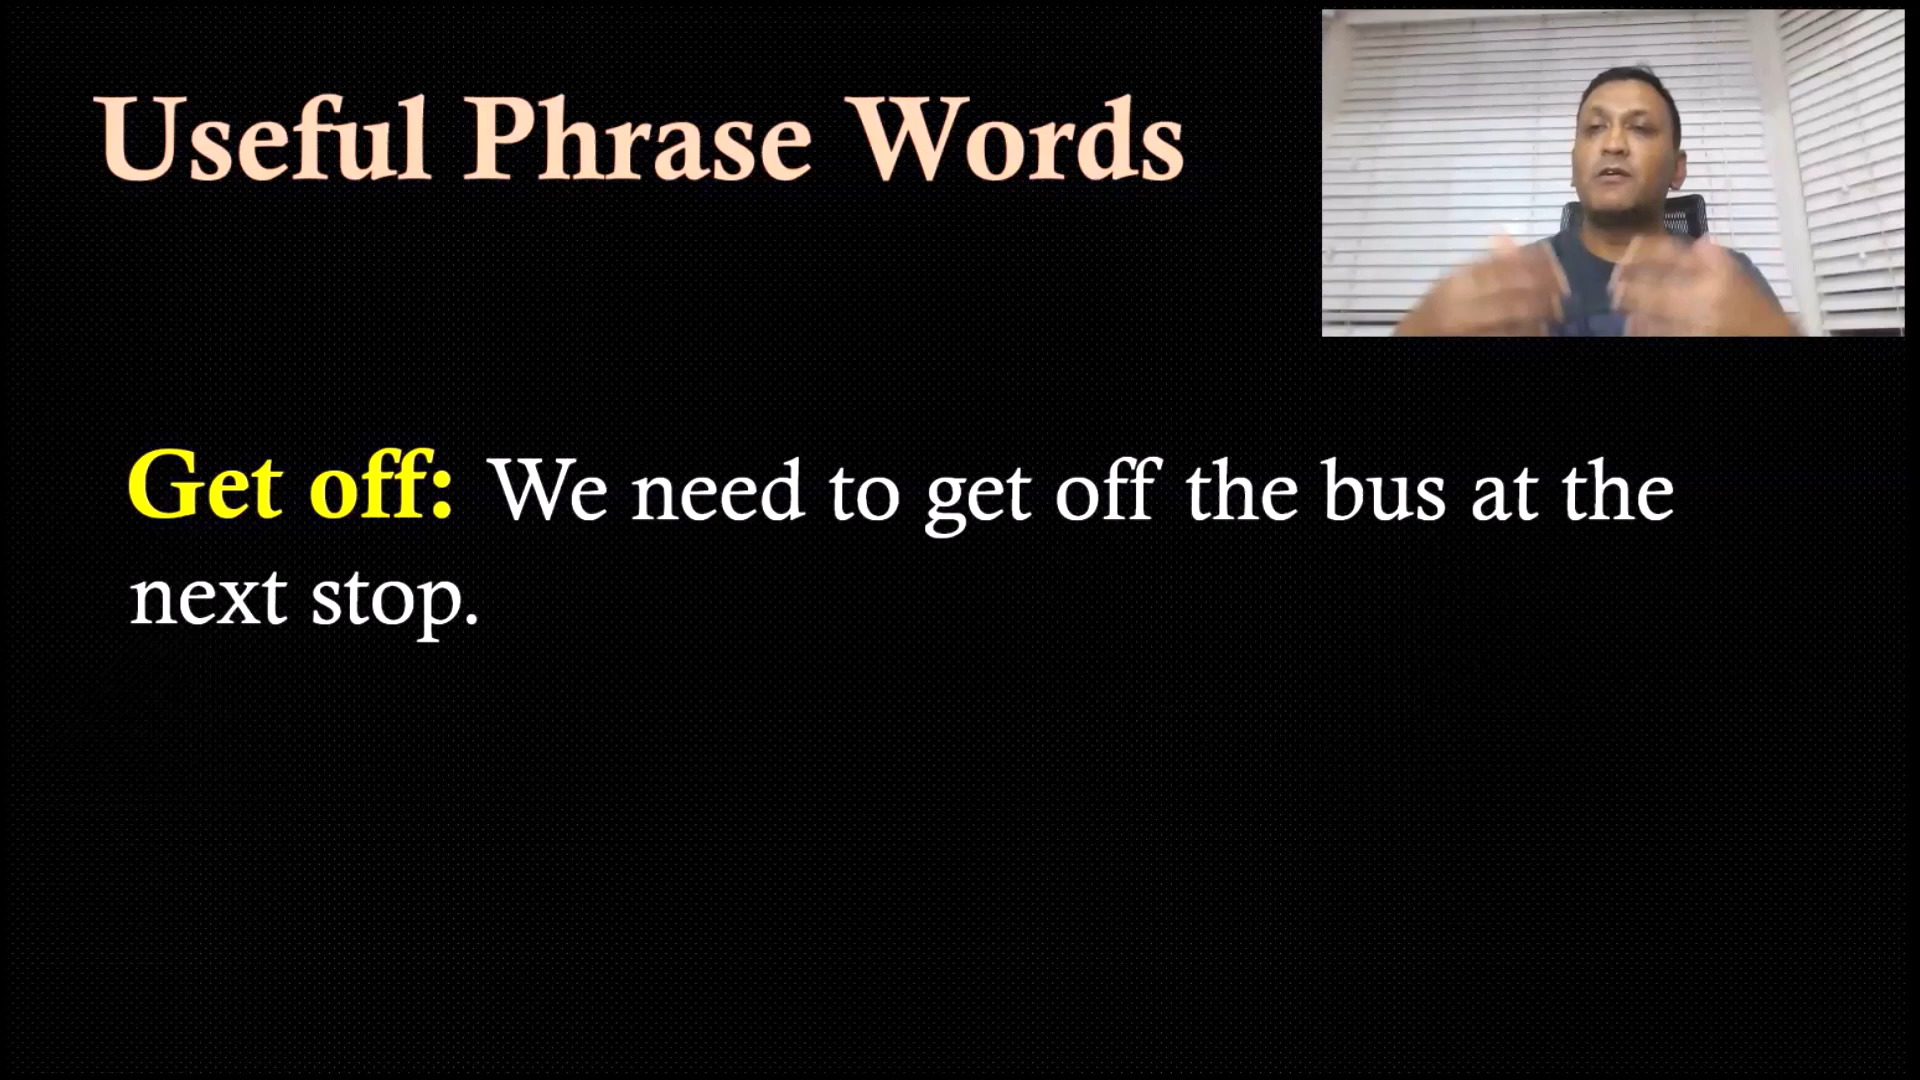 Useful Phrase Words
Get off: We need to get off the bus at the
next stop.